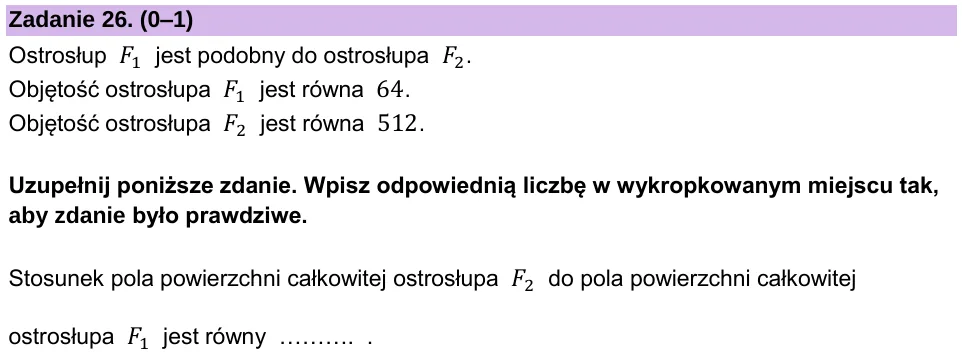 Zadanie 26. (0–1)
Ostrosłup F₁ jest podobny do ostrosłupa F₂.
Objętość ostrosłupa F₁ jest równa 64.
Objętość ostrosłupa F₂ jest równa 512.
Uzupełnij poniższe zdanie. Wpisz odpowiednią liczbę w wykropkowanym miejscu tak,
aby zdanie było prawdziwe.
Stosunek pola powierzchni całkowitej ostrosłupa F₂ do pola powierzchni całkowitej
ostrosłupa F₁ jest równy .......... .